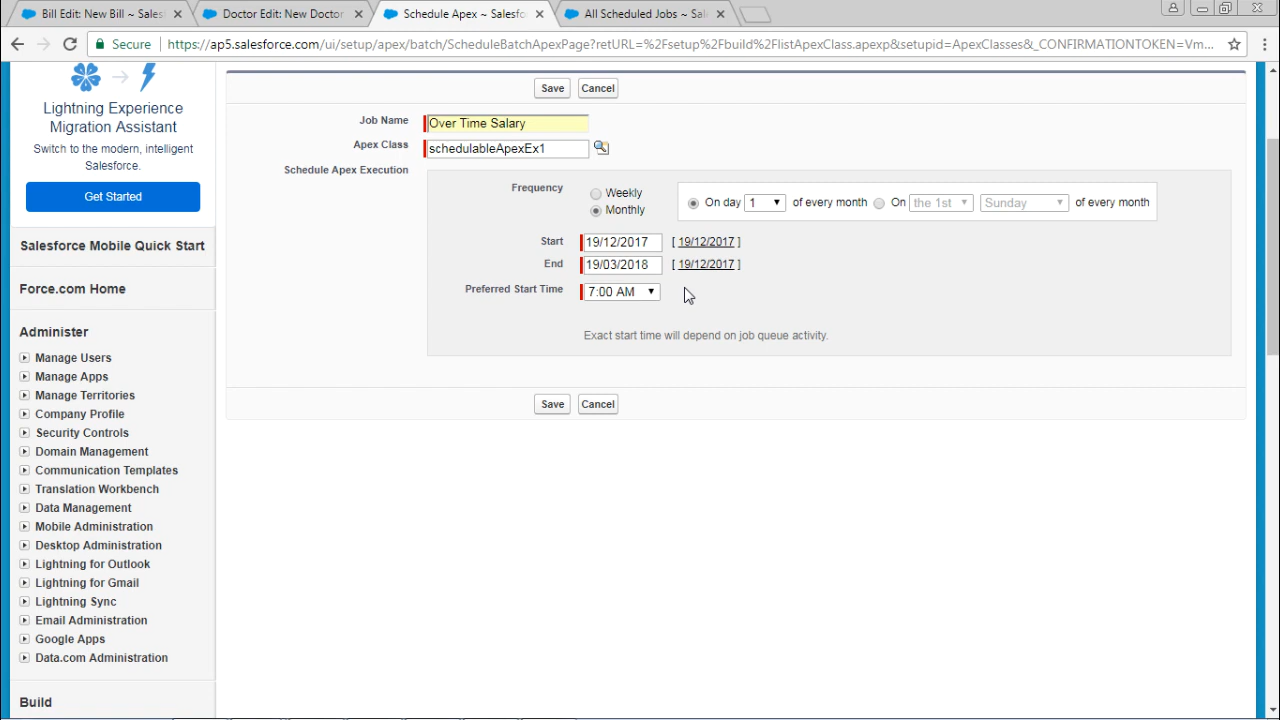 Bill Edit: New Bill ~ Sales
Doctor Edit: New Doctor
Schedule Apex ~ Salesfo
All Scheduled Jobs ~ Sal
Secure
https://ap5.salesforce.com/ui/setup/apex/batch/ScheduleBatchApexPage?retURL=%2Fsetup%2Fbuild%2FlistApexClass.apexp&setupid=ApexClasses&_CONFIRMATIONTOKEN=Vm...
Lightning Experience
Migration Assistant
Switch to the modern, intelligent
Salesforce.
Get Started
Salesforce Mobile Quick Start
Force.com Home
Administer
Manage Users
Manage Apps
Manage Territories
Company Profile
Security Controls
Domain Management
Communication Templates
Translation Workbench
Data Management
Mobile Administration
Desktop Administration
Lightning for Outlook
Lightning for Gmail
Lightning Sync
Email Administration
Google Apps
Data.com Administration
Build
Save Cancel
Job Name Over Time Salary
Apex Class schedulableApexEx1
Schedule Apex Execution
Frequency
Weekly
Monthly
On day 1 of every month On the 1st Sunday of every month
Start 19/12/2017 [ 19/12/2017 ]
End 19/03/2018 [ 19/12/2017 ]
Preferred Start Time 7:00 AM
Exact start time will depend on job queue activity.
Save Cancel